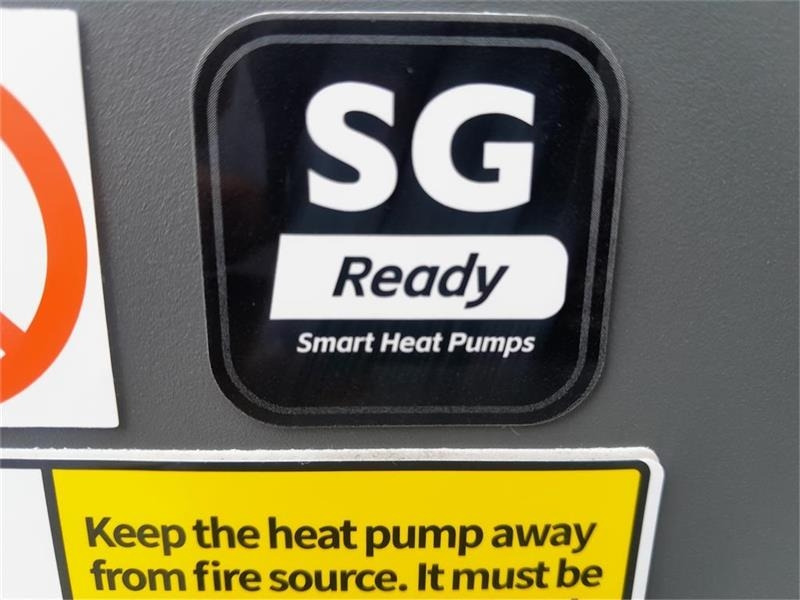 SG
Ready
Smart Heat Pumps
Keep the heat pump away
from fire source. It must be